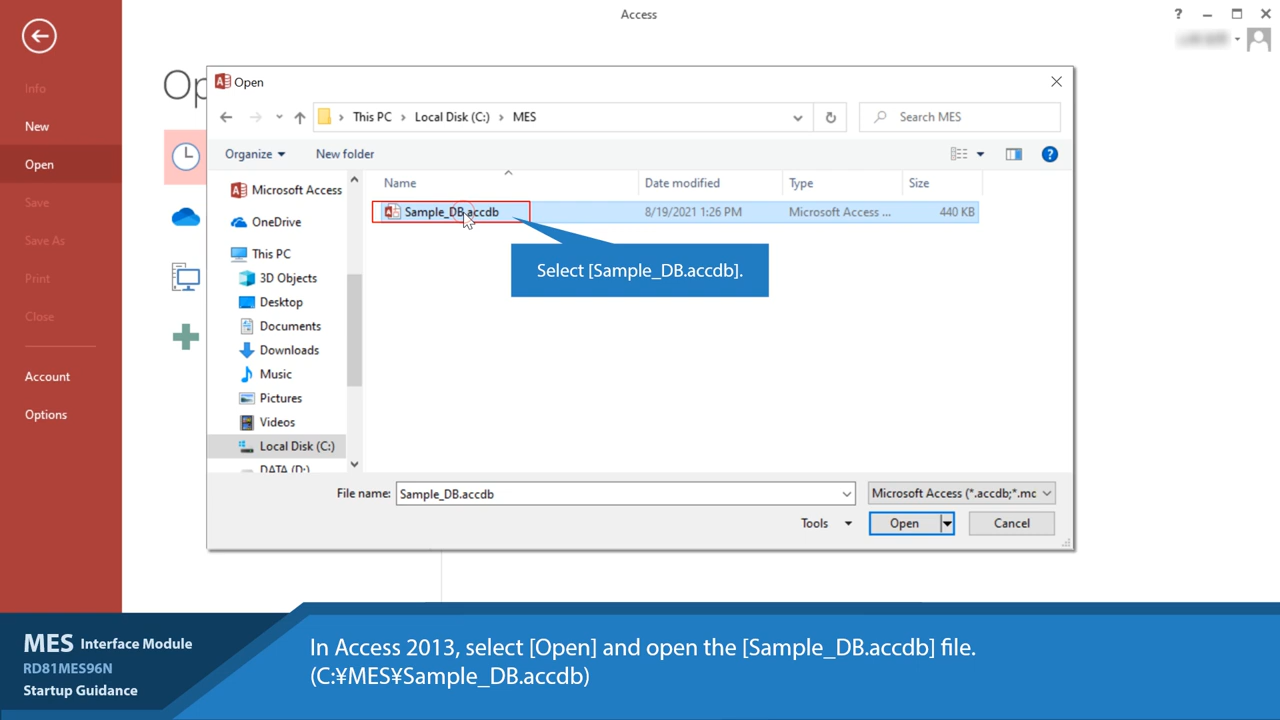 Access
?
Info
New
Open
Save
Save As
Print
Close
Account
Options
Op
Open
This PC > Local Disk (C:) > MES
Search MES
Organize
New folder
?
Name
Date modified
Type
Size
Sample_DB.accdb
8/19/2021 1:26 PM
Microsoft Access ...
440 KB
Select [Sample_DB.accdb].
Microsoft Access
OneDrive
This PC
3D Objects
Desktop
Documents
Downloads
Music
Pictures
Videos
Local Disk (C:)
DATA (D:)
File name:
Sample_DB.accdb
Microsoft Access (*.accdb;*.mc
Tools
Open
Cancel
MES Interface Module
RD81MES96N
Startup Guidance
In Access 2013, select [Open] and open the [Sample_DB.accdb] file.
(C:¥MES¥Sample_DB.accdb)